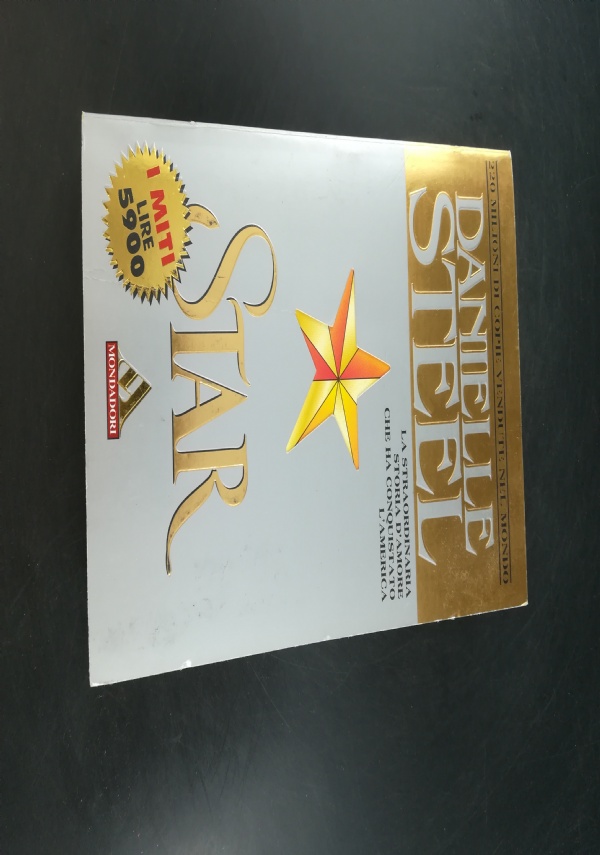 220 MILIONI DI COPIE VENDUTE NEL MONDO
DANIELLE
STEEL
LA STRAORDINARIA
STORIA D'AMORE
CHE HA CONQUISTATO
L'AMERICA
STAR
I MITI
LIRE
5900
MONDADORI